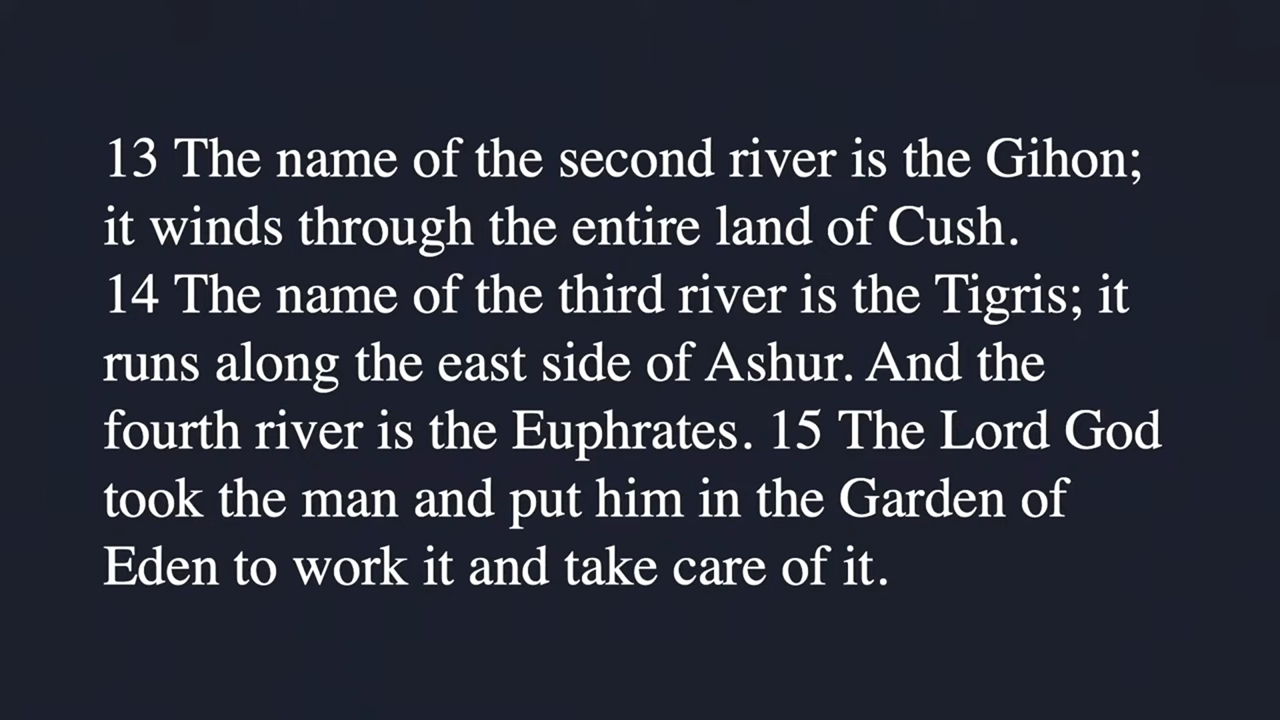 13 The name of the second river is the Gihon;
it winds through the entire land of Cush.
14 The name of the third river is the Tigris; it
runs along the east side of Ashur. And the
fourth river is the Euphrates. 15 The Lord God
took the man and put him in the Garden of
Eden to work it and take care of it.